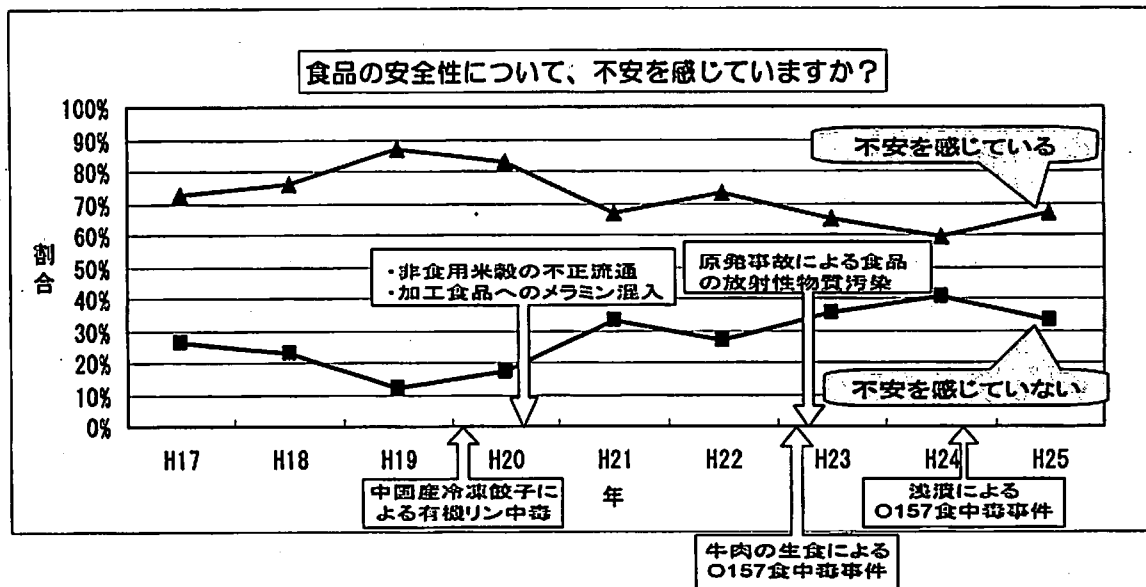 食品の安全性について、不安を感じていますか?
100%
90%
80%
70%
60%
50%
40%
30%
20%
10%
0%
割合
不安を感じている
・非食用米穀の不正流通
・加工食品へのメラミン混入
原発事故による食品
の放射性物質汚染
不安を感じていない
H17
H18
H19
H20
H21
H22
H23
H24
H25
年
中国産冷凍餃子に
よる有機リン中毒
浅漬による
O157食中毒事件
牛肉の生食による
O157食中毒事件